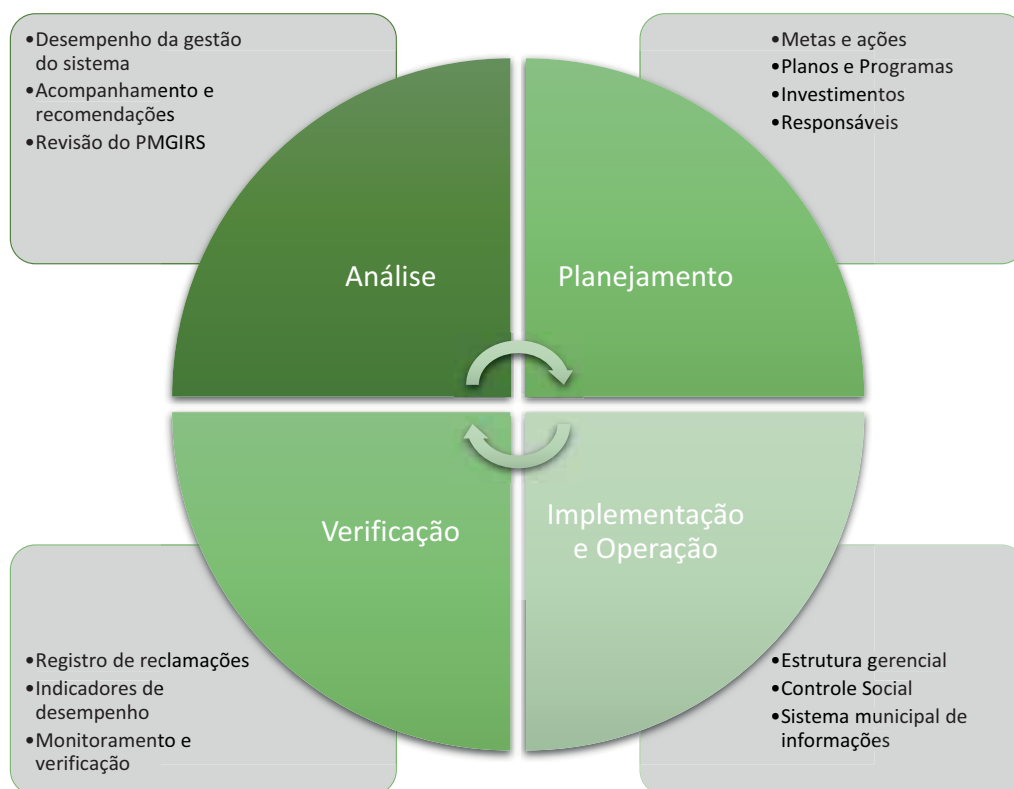 •Desempenho da gestão
do sistema
•Acompanhamento e
recomendações
•Revisão do PMGIRS
•Metas e ações
•Planos e Programas
•Investimentos
•Responsáveis
Análise
Planejamento
Verificação
Implementação
e Operação
•Registro de reclamações
•Indicadores de
desempenho
•Monitoramento e
verificação
•Estrutura gerencial
•Controle Social
•Sistema municipal de
informações